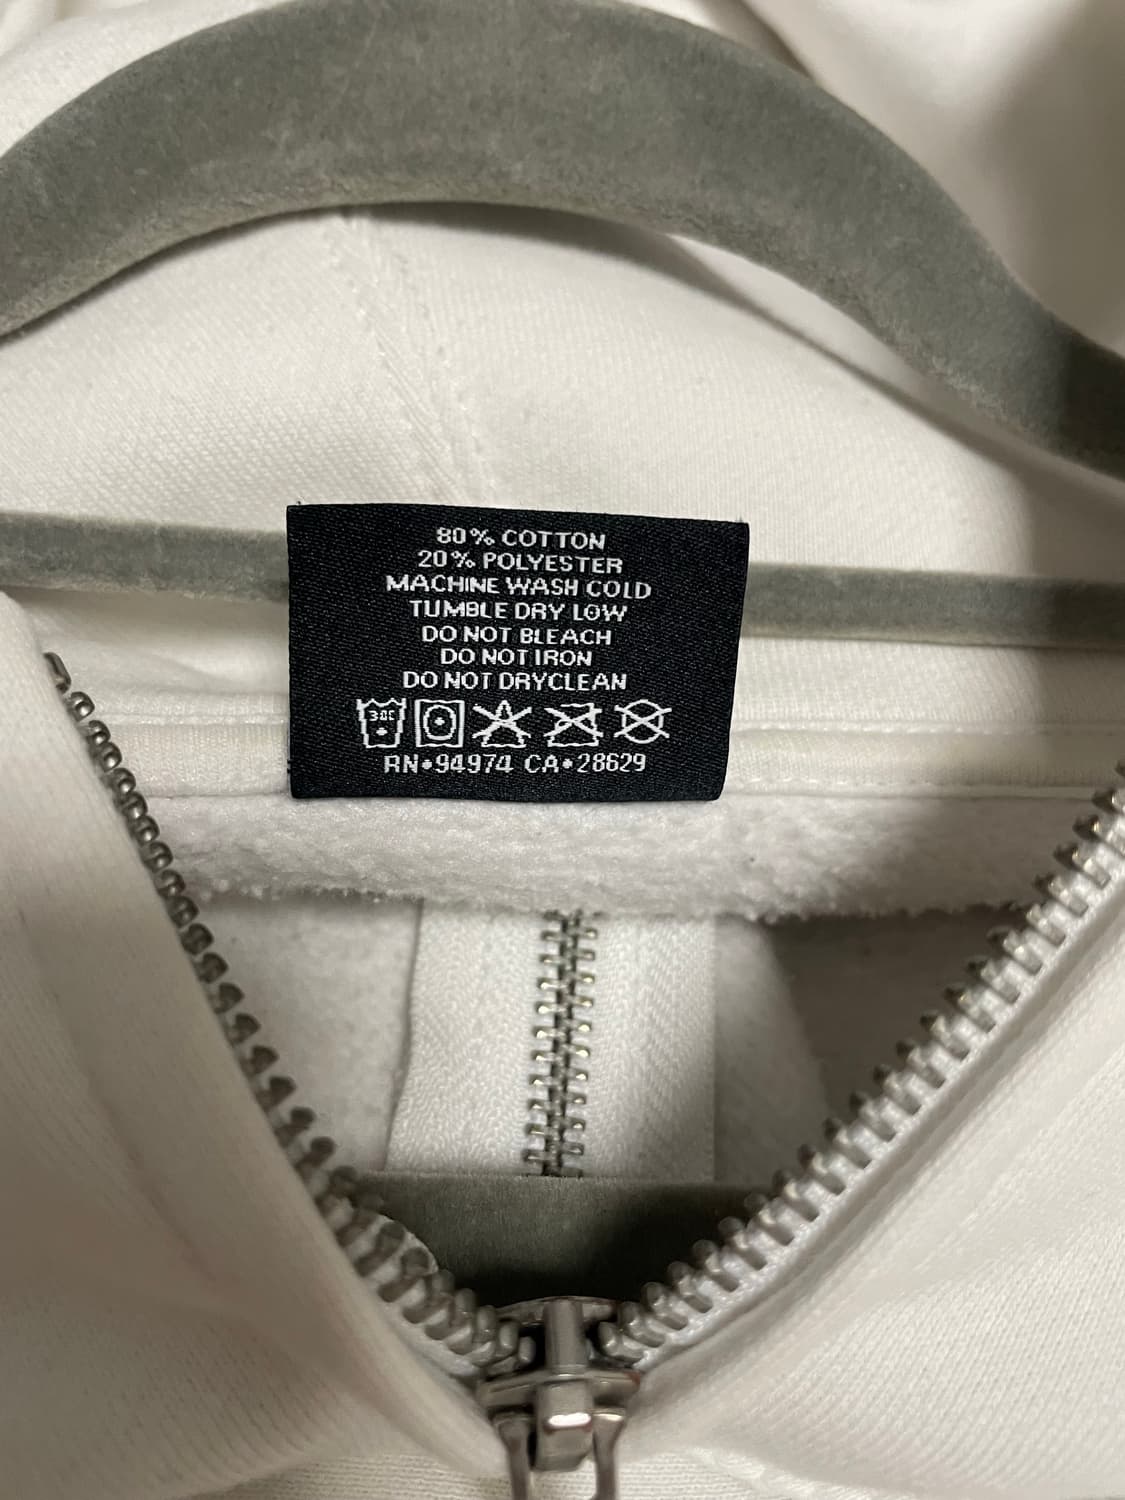 80% COTTON
20% POLYESTER
MACHINE WASH COLD
TUMBLE DRY LOW
DO NOT BLEACH
DO NOT IRON
DO NOT DRYCLEAN
30C
RN•94974 CA•28629